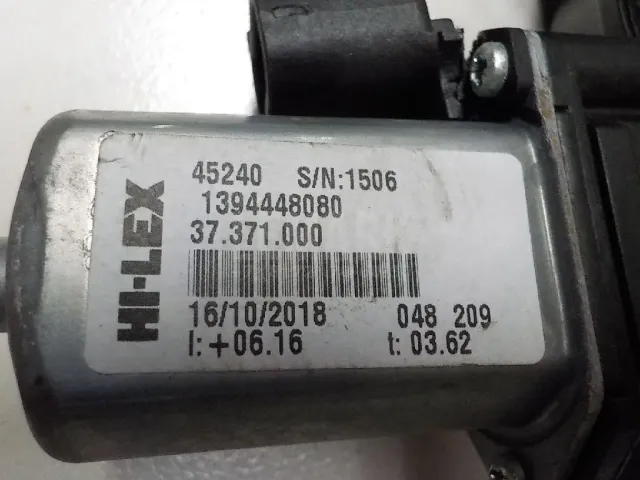 HI-LEX
45240 S/N:1506
1394448080
37.371.000
16/10/2018 048 209
I: +06.16 t: 03.62